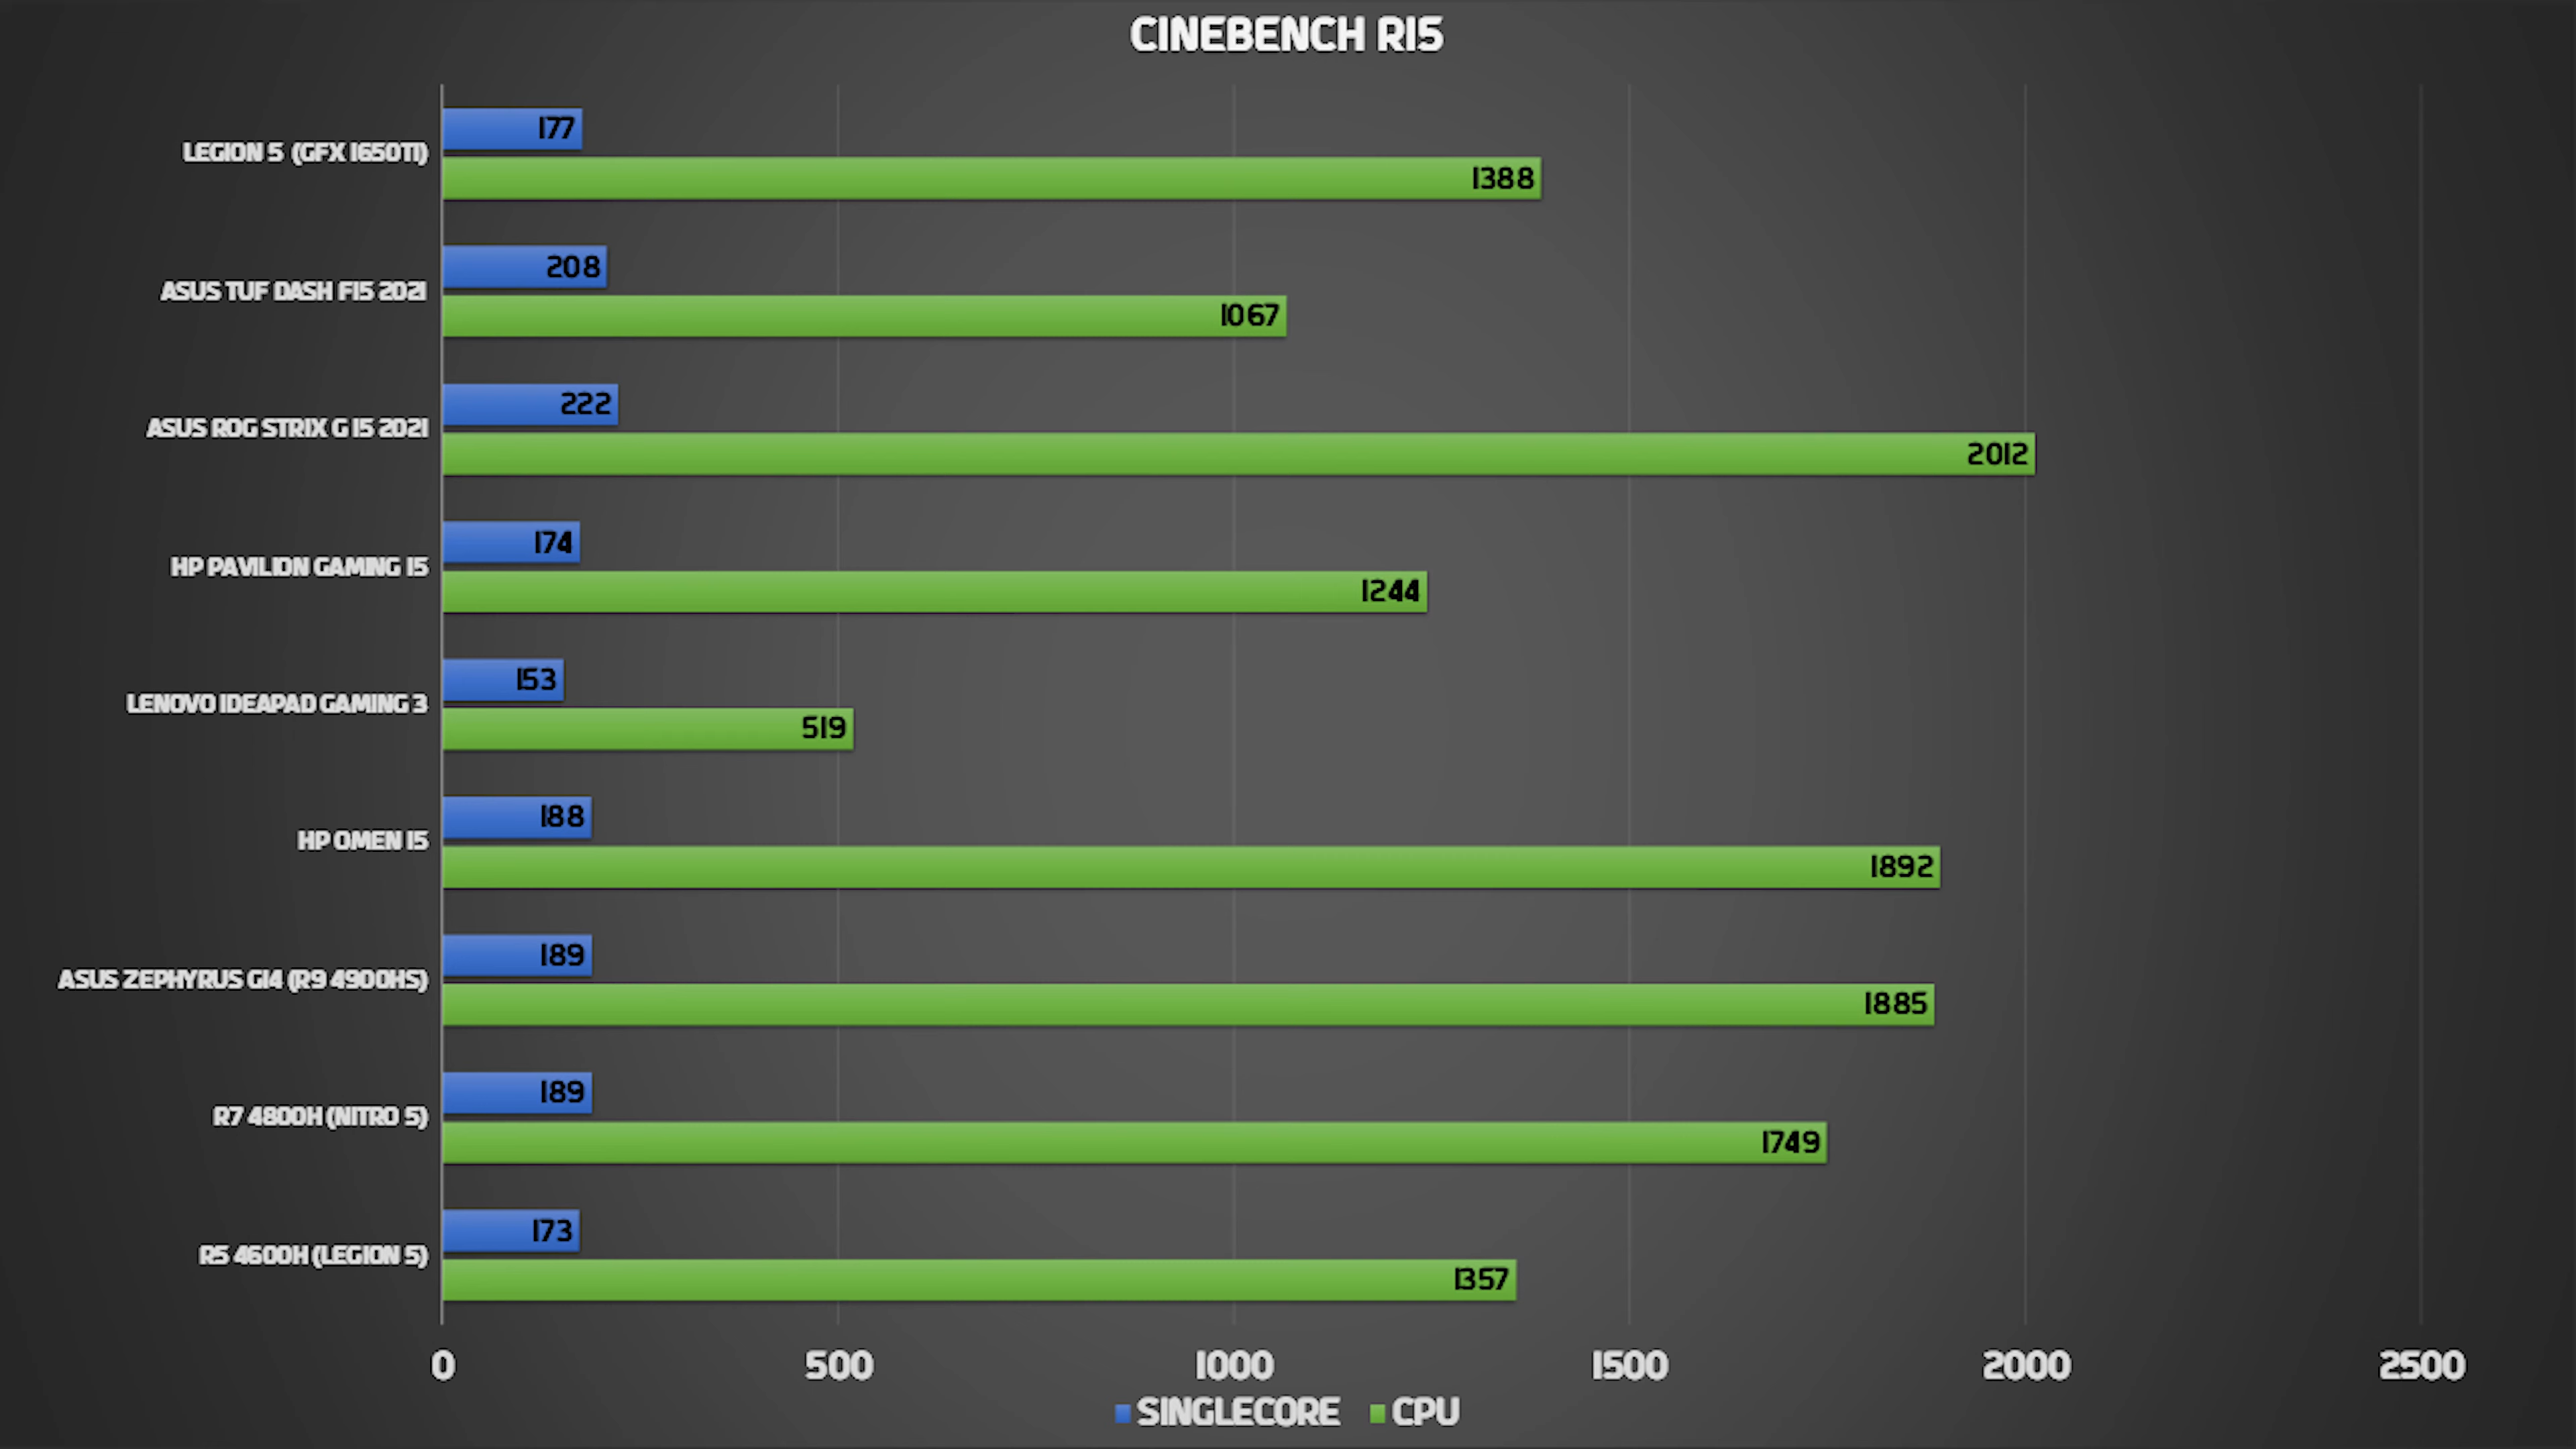 CINEBENCH R15
LEGION 5 (GFX 1650TI)
177
1388
ASUS TUF DASH F15 2021
208
1067
ASUS ROG STRIX G 15 2021
222
2012
HP PAVILION GAMING 15
174
1244
LENOVO IDEAPAD GAMING 3
153
519
HP OMEN 15
188
1892
ASUS ZEPHYRUS G14 (R9 4900HS)
189
1885
R7 4800H (NITRO 5)
189
1749
R5 4600H (LEGION 5)
173
1357
0 500 1000 1500 2000 2500
SINGLECORE CPU